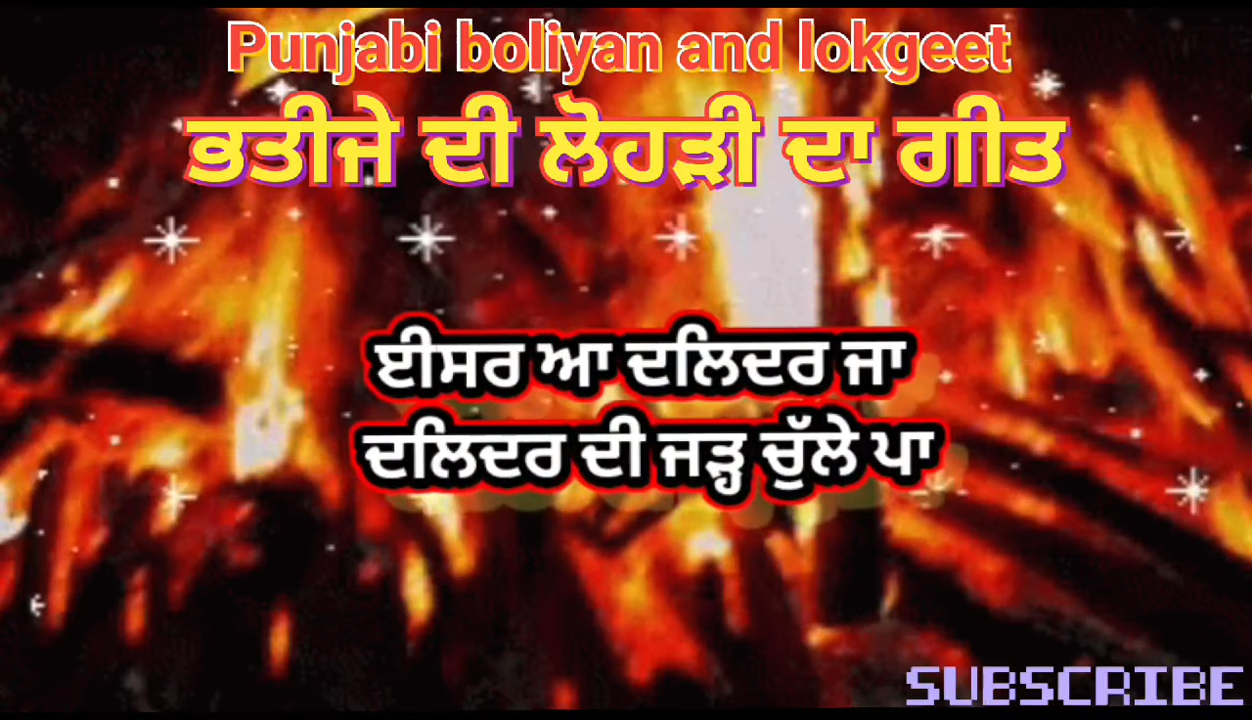 Punjabi boliyan and lokgeet
ਭਤੀਜੇ ਦੀ ਲੋਹੜੀ ਦਾ ਗੀਤ
ਈਸਰ ਆ ਦਲਿਦਰ ਜਾ
ਦਲਿਦਰ ਦੀ ਜੜ੍ਹ ਚੁੱਲੇ ਪਾ
SUBSCRIBE